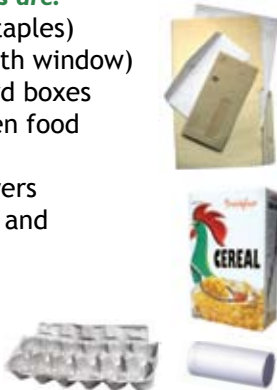 s are:
taples)
th window)
d boxes
en food
ers
and
CEREAL